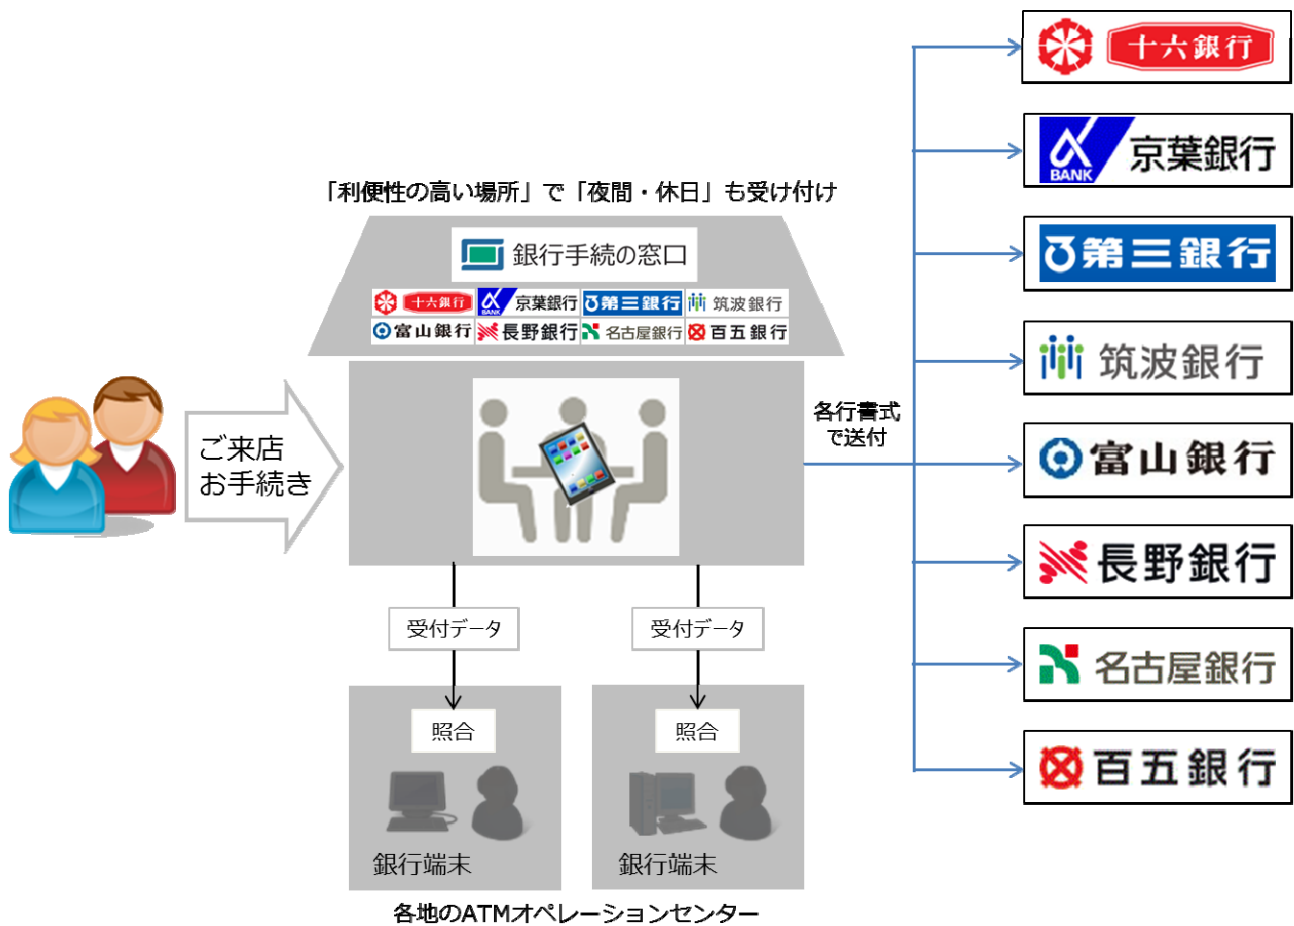 「利便性の高い場所」で「夜間・休日」も受け付け
銀行手続の窓口
十六銀行 BANK 京葉銀行 第三銀行 筑波銀行
富山銀行 長野銀行 名古屋銀行 百五銀行
ご来店
お手続き
各行書式
で送付
受付データ
受付データ
照合
照合
銀行端末
銀行端末
各地のATMオペレーションセンター
十六銀行
BANK 京葉銀行
第三銀行
筑波銀行
富山銀行
長野銀行
名古屋銀行
百五銀行